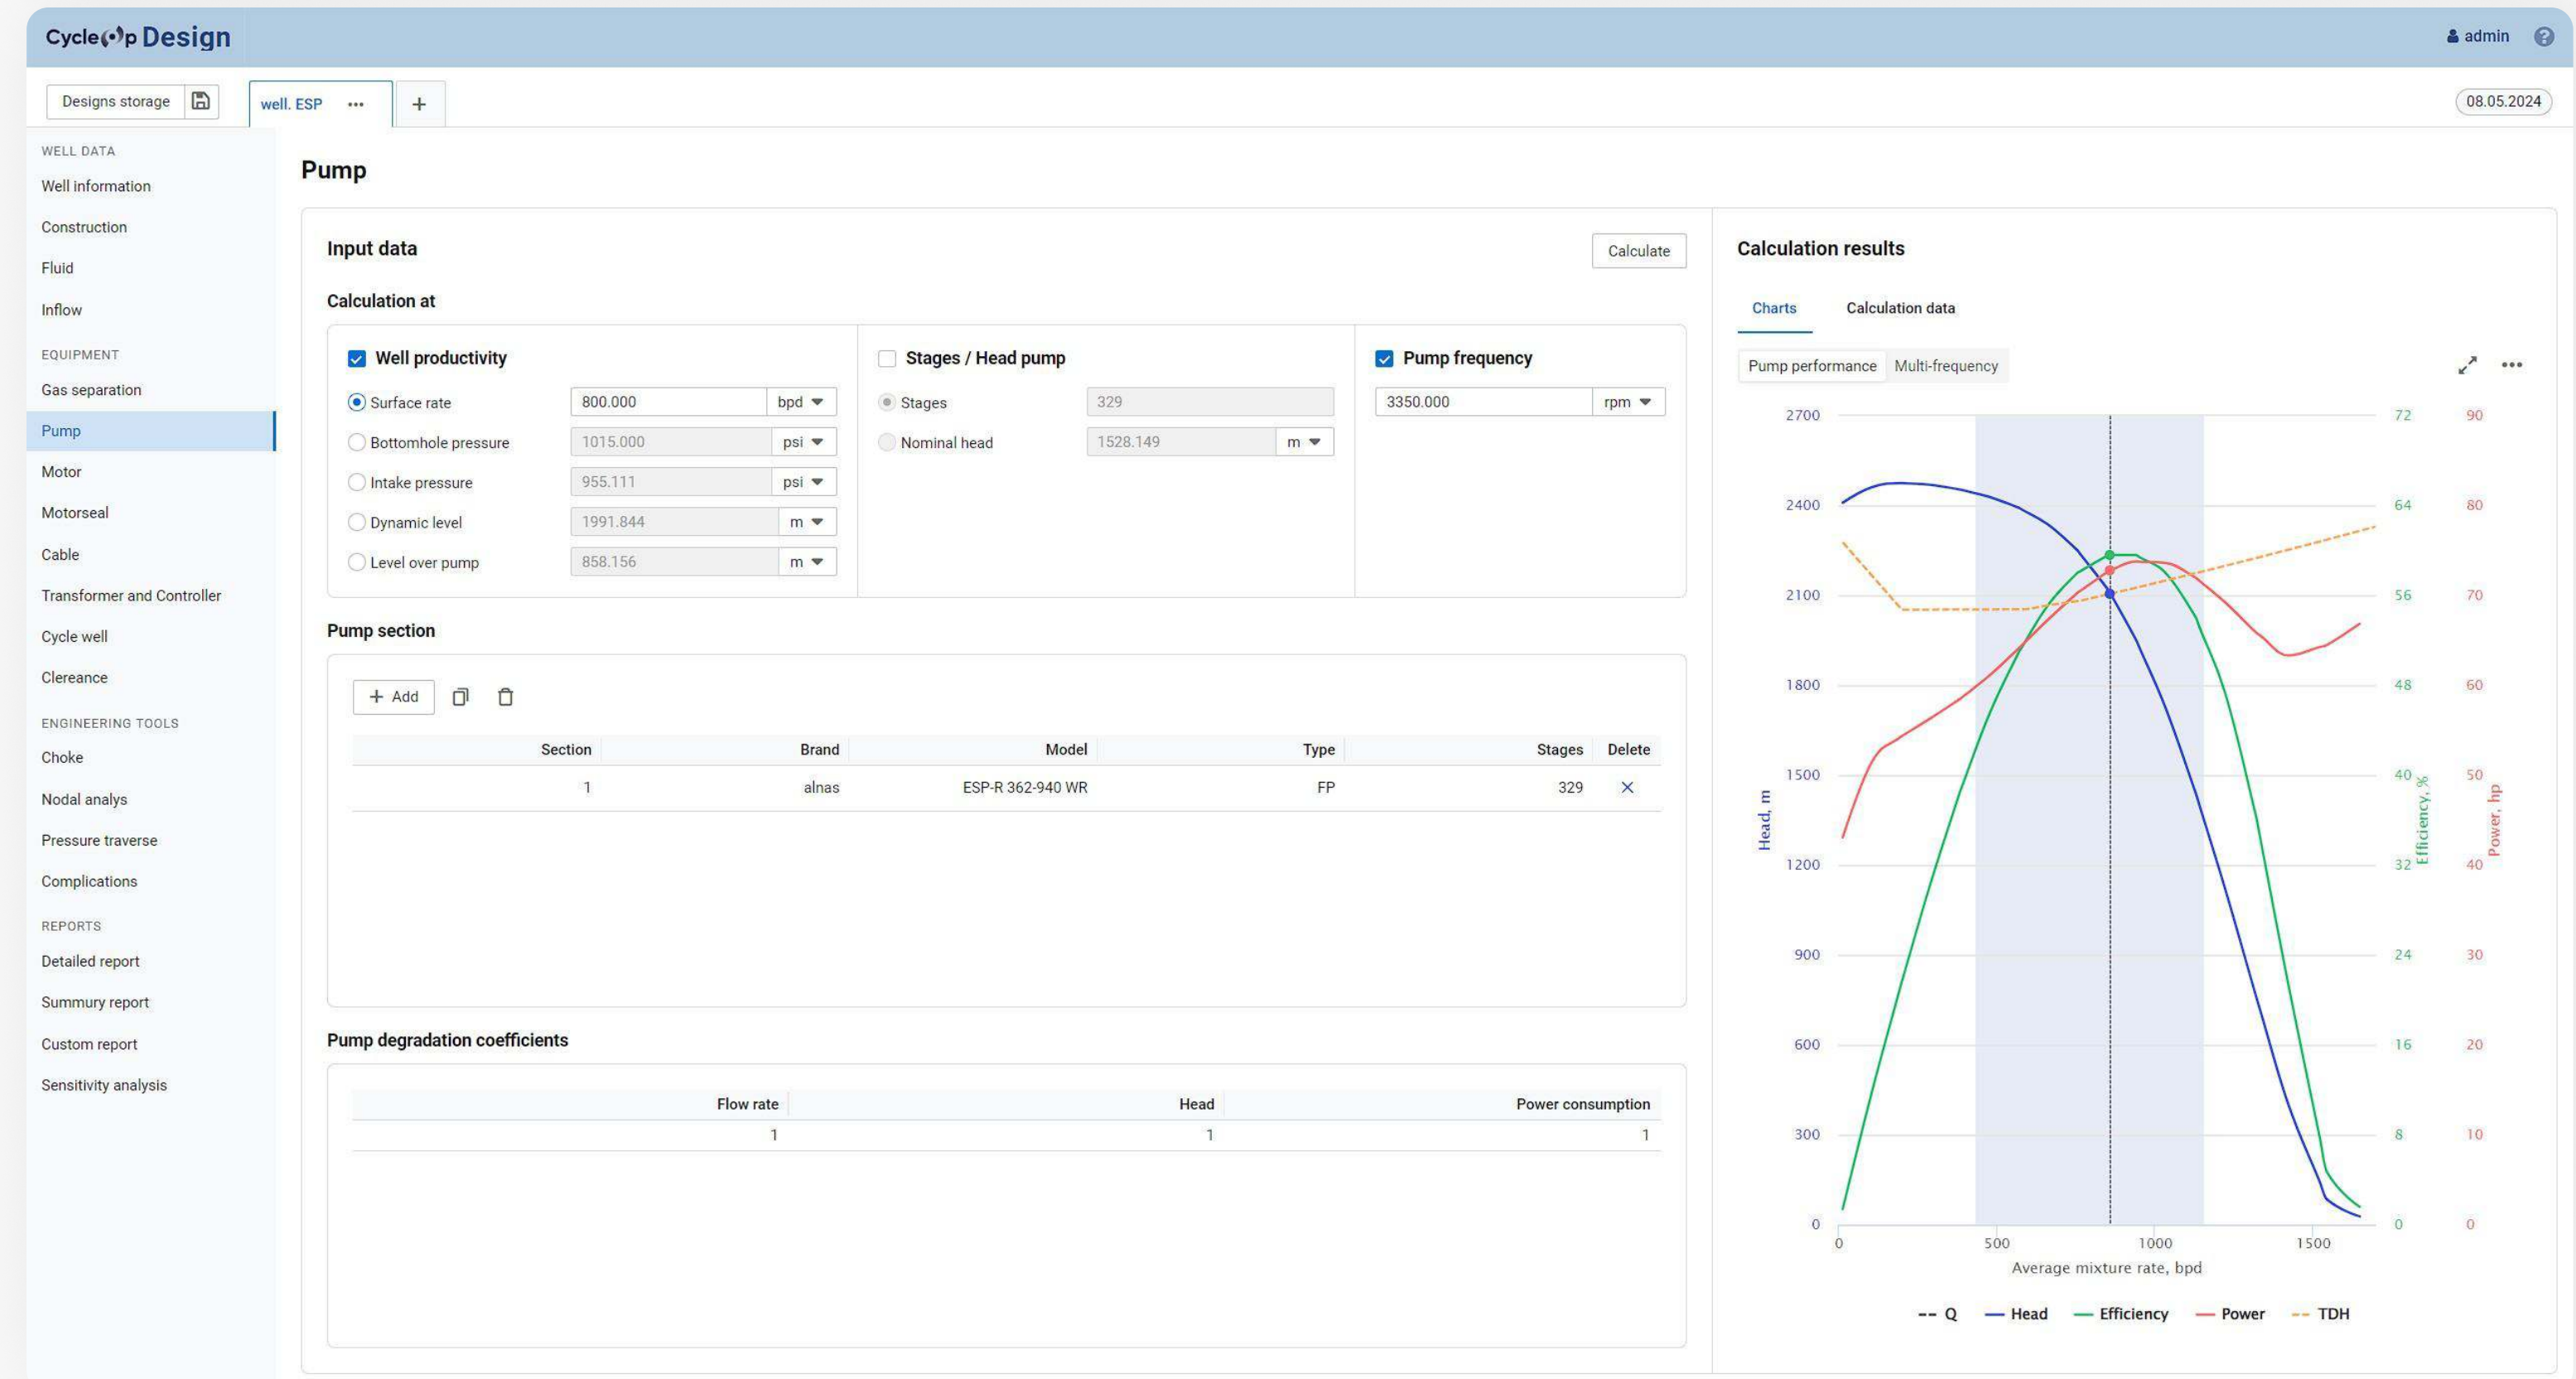 CycleOp Design
admin
Designs storage
well. ESP
08.05.2024
WELL DATA
Well information
Construction
Fluid
Inflow
EQUIPMENT
Gas separation
Pump
Motor
Motorseal
Cable
Transformer and Controller
Cycle well
Clereance
ENGINEERING TOOLS
Choke
Nodal analys
Pressure traverse
Complications
REPORTS
Detailed report
Summury report
Custom report
Sensitivity analysis
Pump
Input data
Calculate
Calculation at
Well productivity
Surface rate 800.000 bpd
Bottomhole pressure 1015.000 psi
Intake pressure 955.111 psi
Dynamic level 1991.844 m
Level over pump 858.156 m
Stages / Head pump
Stages 329
Nominal head 1528.149 m
Pump frequency
3350.000 rpm
Pump section
+ Add
Section Brand Model Type Stages Delete
1 alnas ESP-R 362-940 WR FP 329
Pump degradation coefficients
Flow rate Head Power consumption
1 1 1
Calculation results
Charts Calculation data
Pump performance Multi-frequency
2700 72 90
2400 64 80
2100 56 70
1800 48 60
1500 40 50
1200 32 40
900 24 30
600 16 20
300 8 10
0 0 0
Head, m
Efficiency, %
Power, hp
0 500 1000 1500
Average mixture rate, bpd
Q Head Efficiency Power TDH